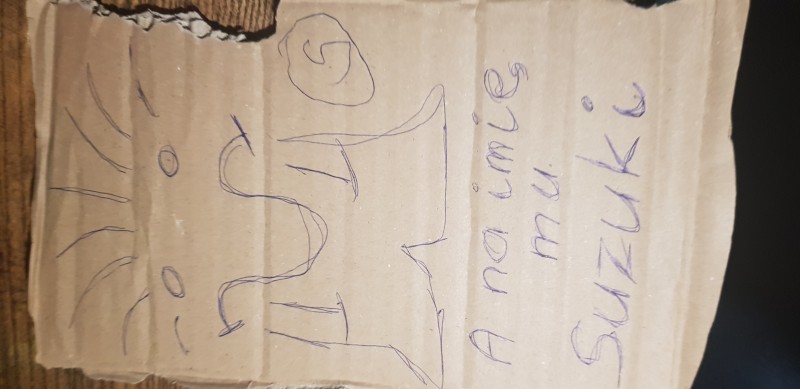 A na imię
mu
Suzuki